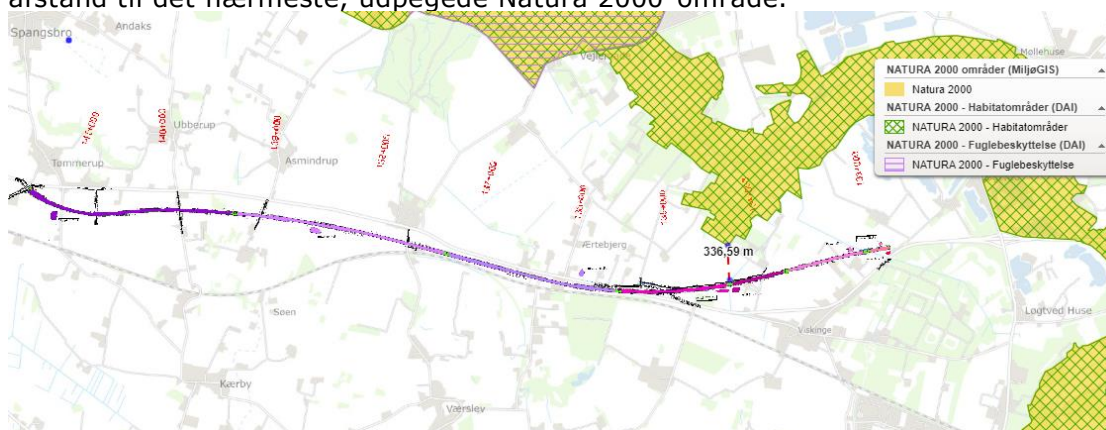 afstand til det nærmeste, udpegede Natura 2000-område.
Spangsbro
Andaks
Vejle
Møllehuse
NATURA 2000 områder (MiljøGIS)
Natura 2000
NATURA 2000 - Habitatområder (DAI)
NATURA 2000 - Habitatområder
NATURA 2000 - Fuglebeskyttelse (DAI)
NATURA 2000 - Fuglebeskyttelse
Ubberup
Tømmerup
Asmindrup
Ærtebjerg
336,59 m
Søen
Viskinge
Logtved Huse
Kærby
Værslev